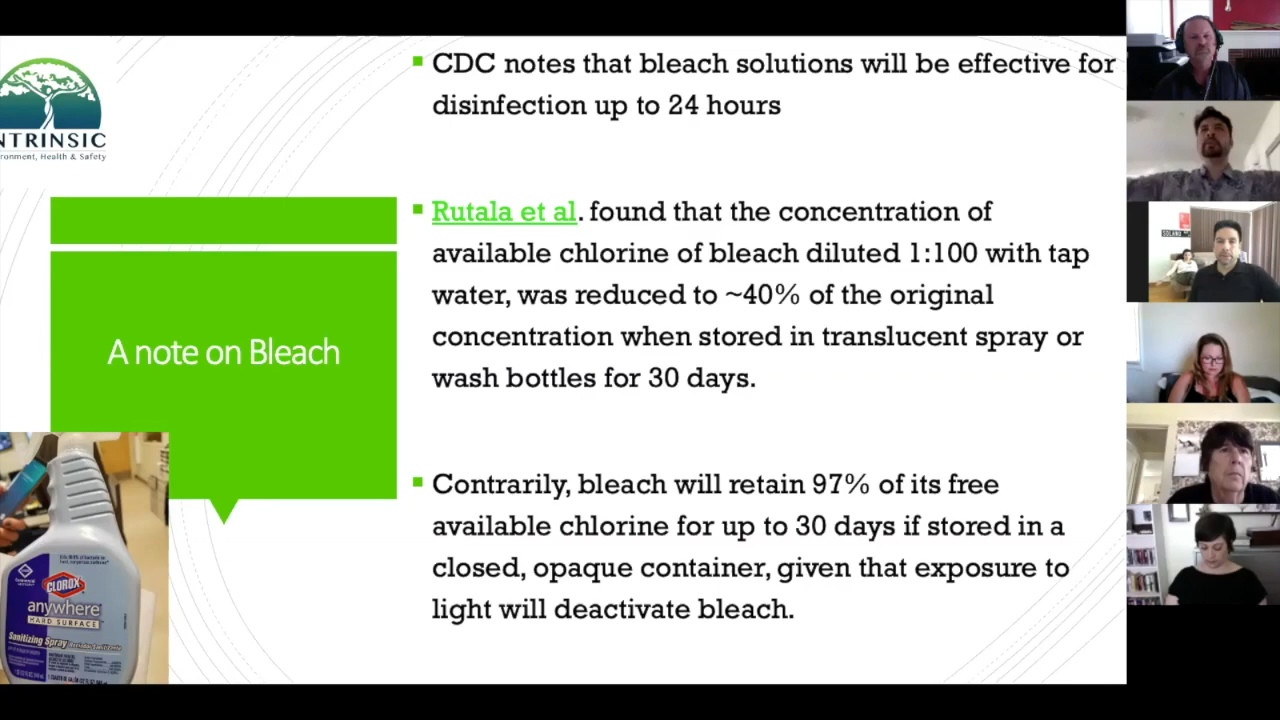 NTRINSIC
ronment, Health & Safety
A note on Bleach
CDC notes that bleach solutions will be effective for
disinfection up to 24 hours
Rutala et al. found that the concentration of
available chlorine of bleach diluted 1:100 with tap
water, was reduced to ~40% of the original
concentration when stored in translucent spray or
wash bottles for 30 days.
Contrarily, bleach will retain 97% of its free
available chlorine for up to 30 days if stored in a
closed, opaque container, given that exposure to
light will deactivate bleach.
CLOROX
anywhere
HARD SURFACE
Sanitizing Spray
SOLANO